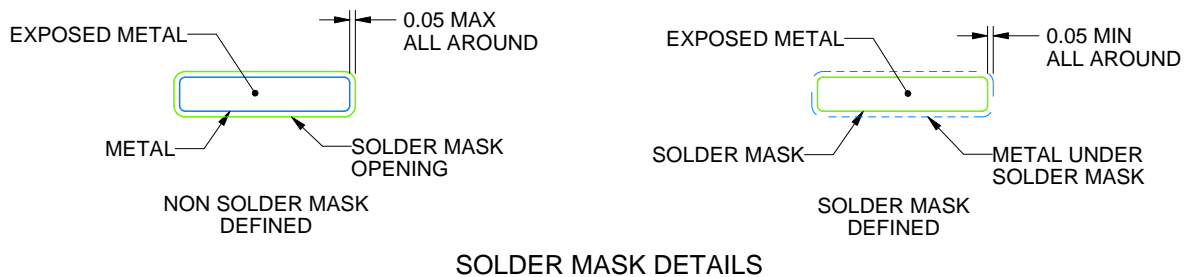 0.05 MAX
ALL AROUND
EXPOSED METAL
METAL
SOLDER MASK
OPENING
NON SOLDER MASK
DEFINED
0.05 MIN
ALL AROUND
EXPOSED METAL
SOLDER MASK
METAL UNDER
SOLDER MASK
SOLDER MASK
DEFINED
SOLDER MASK DETAILS